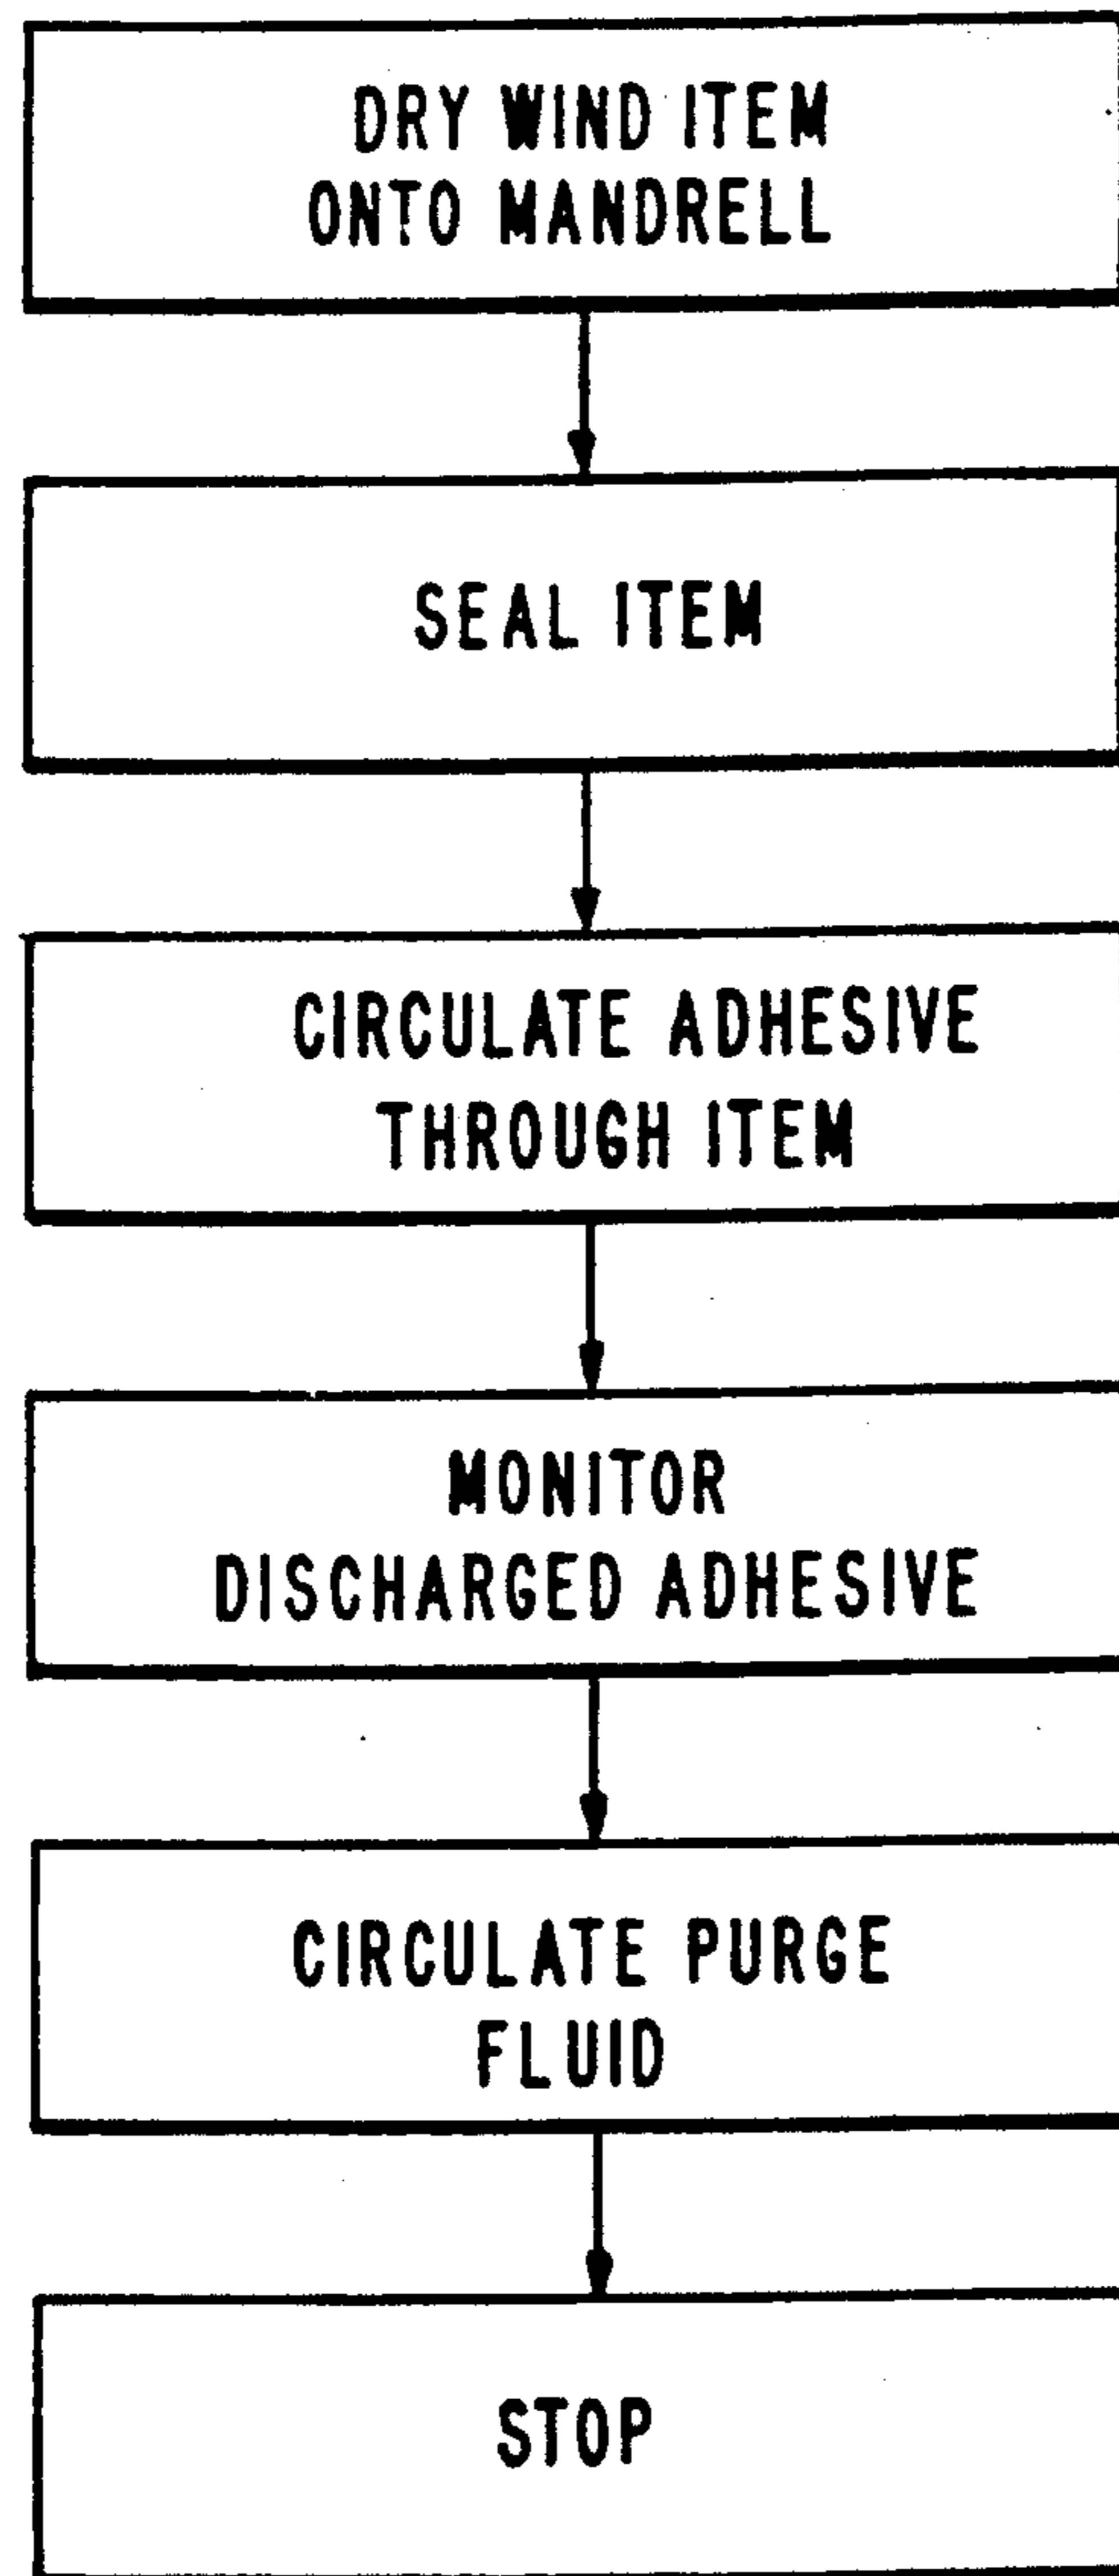 DRY WIND ITEM
ONTO MANDRELL
SEAL ITEM
CIRCULATE ADHESIVE
THROUGH ITEM
MONITOR
DISCHARGED ADHESIVE
CIRCULATE PURGE
FLUID
STOP